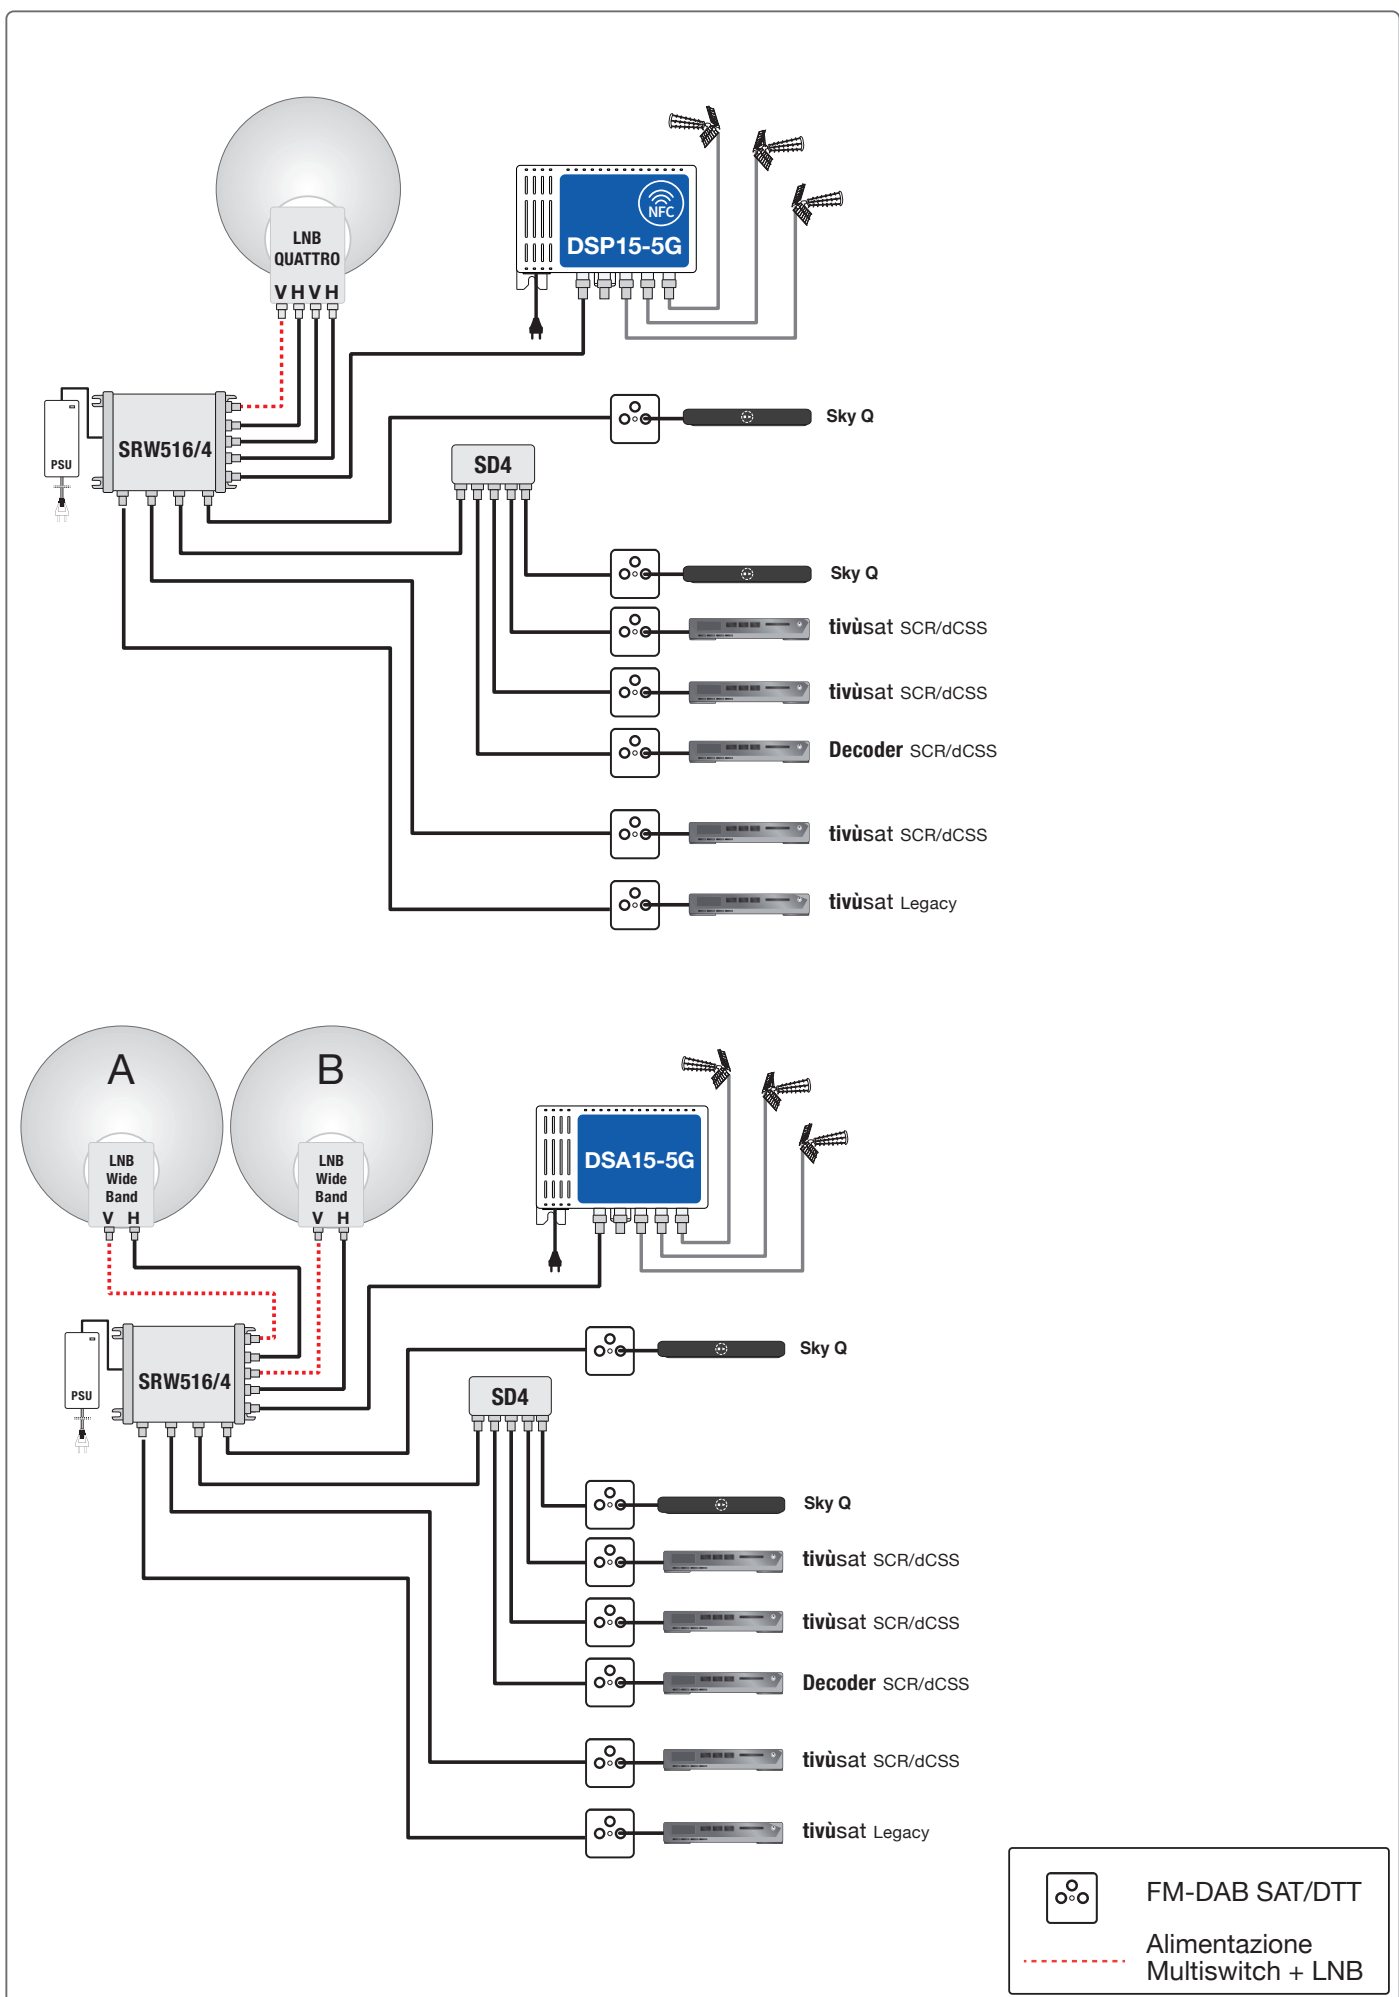 LNB
QUATTRO
V H V H
NFC
DSP15-5G
SRW516/4
PSU
Sky Q
SD4
Sky Q
tivùsat SCR/dCSS
tivùsat SCR/dCSS
Decoder SCR/dCSS
tivùsat SCR/dCSS
tivùsat Legacy
A
B
LNB
Wide
Band
V H
LNB
Wide
Band
V H
DSA15-5G
SRW516/4
PSU
Sky Q
SD4
Sky Q
tivùsat SCR/dCSS
tivùsat SCR/dCSS
Decoder SCR/dCSS
tivùsat SCR/dCSS
tivùsat Legacy
FM-DAB SAT/DTT
Alimentazione
Multiswitch + LNB